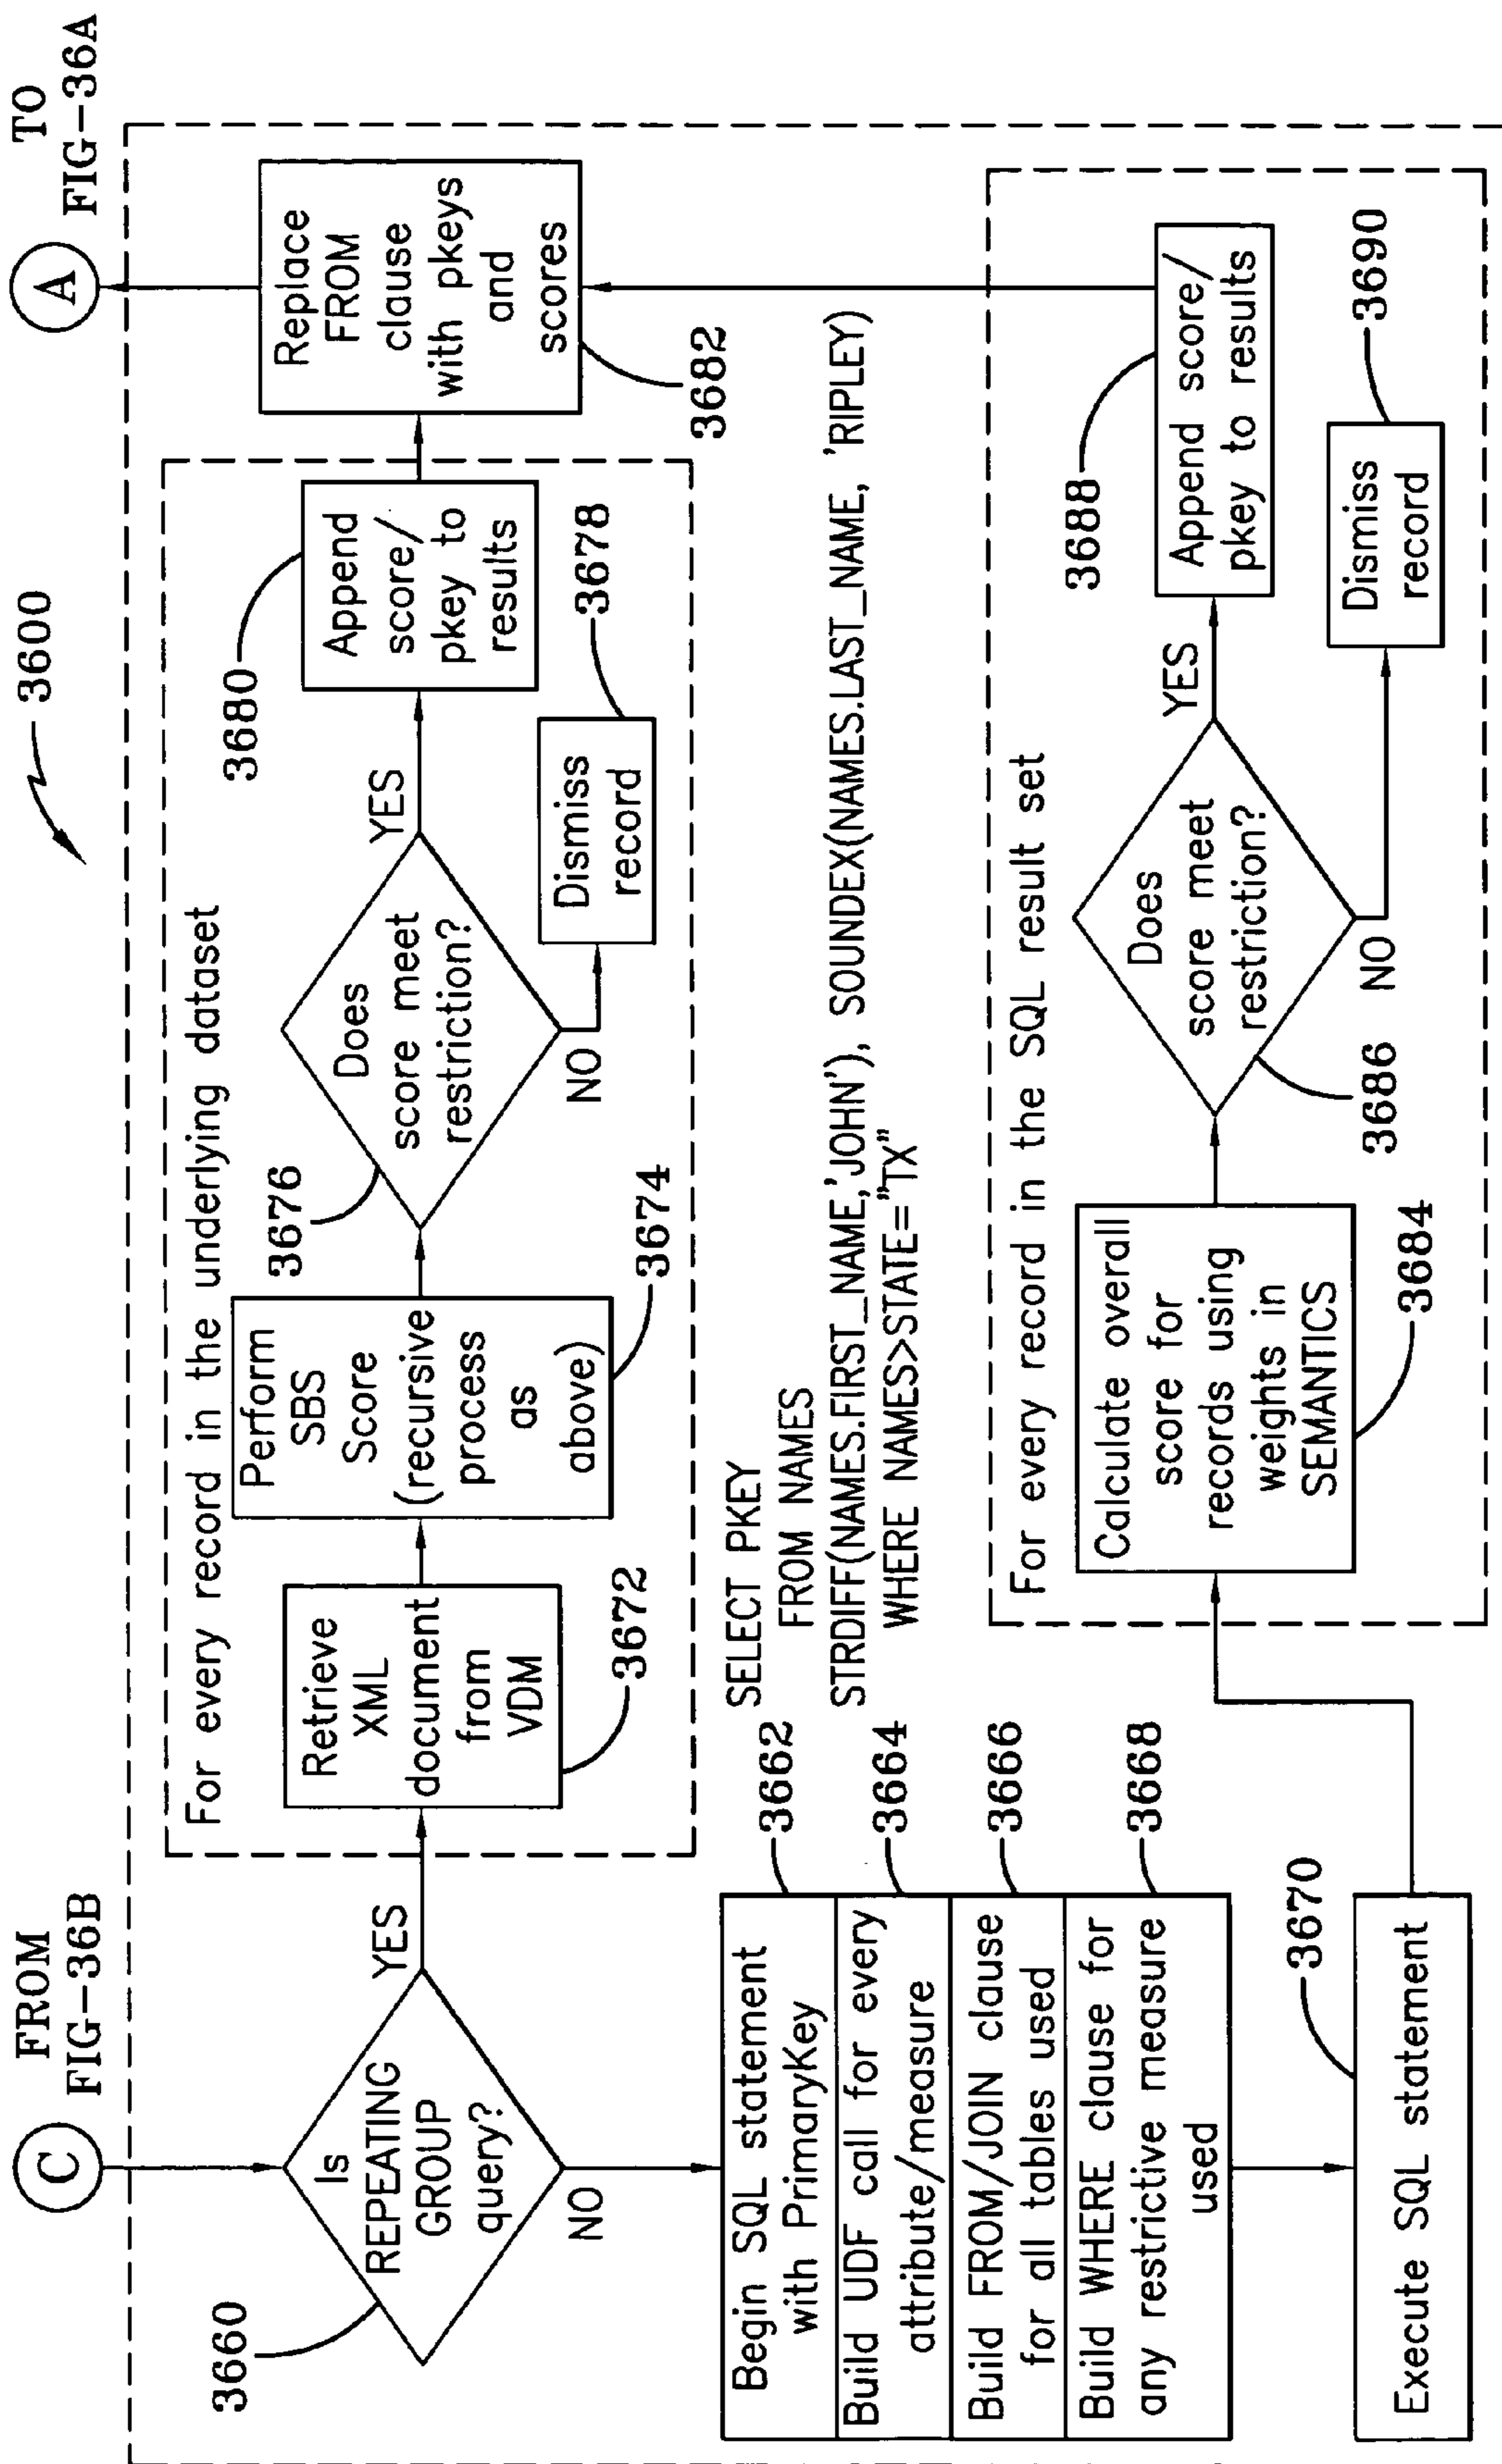 FROM
FIG-36B
C
3600
TO
FIG-36A
A
3660
Is
REPEATING
GROUP
query?
YES
NO
For every record in the underlying dataset
Retrieve
XML
document
from
VDM
3672
Perform
SBS
Score
(recursive
process
as
above)
3674
3676
Does
score meet
restriction?
YES
NO
3680
Append
score/
pkey to
results
Dismiss
record
3678
Replace
FROM
clause
with pkeys
and
scores
3682
Begin SQL statement
with PrimaryKey
3662
Build UDF call for every
attribute/measure
3664
Build FROM/JOIN clause
for all tables used
3666
Build WHERE clause for
any restrictive measure
used
3668
Execute SQL statement
3670
SELECT PKEY
FROM NAMES
STRDIFF(NAMES.FIRST_NAME,'JOHN'), SOUNDEX(NAMES.LAST_NAME, 'RIPLEY)
WHERE NAMES>STATE="TX"
For every record in the SQL result set
Calculate overall
score for
records using
weights in
SEMANTICS
3684
Does
score meet
restriction?
3686
YES
NO
3688
Append score/
pkey to results
Dismiss
record
3690